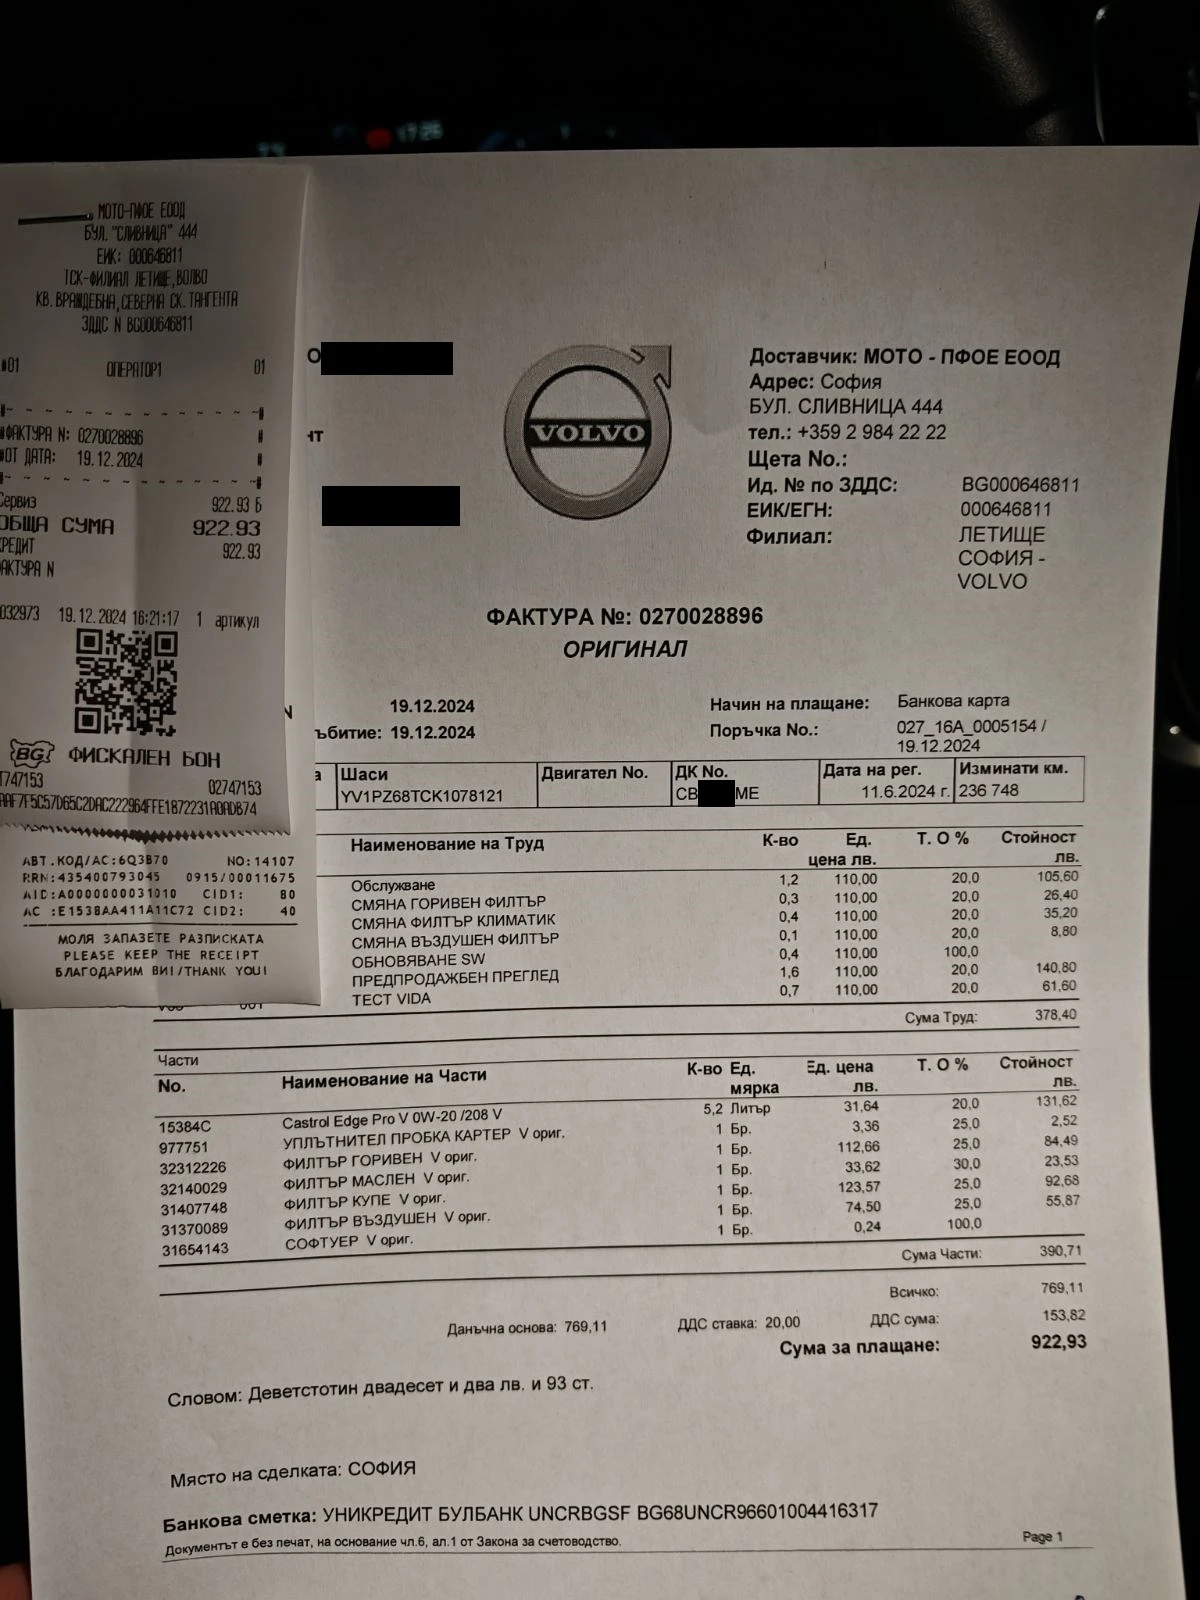 17:25
МОТО-ПФОЕ ЕООД
БУЛ. "СЛИВНИЦА" 444
ЕИК: 000646811
ТСК-ФИЛИАЛ ЛЕТИЩЕ,ВОЛВО
КВ. ВРАЖДЕБНА,СЕВЕРНА СК. ТАНГЕНТА
ЗДДС N BG000646811
#01 ОПЕРАТОР1 01
#ФАКТУРА N: 0270028896 #
#ОТ ДАТА: 19.12.2024 #
Сервиз 922.93 Б
ОБЩА СУМА 922.93
КРЕДИТ 922.93
ФАКТУРА N
032973 19.12.2024 16:21:17 1 артикул
BG ФИСКАЛЕН БОН
T747153 02747153
AAF7F5C57D65C2DAC222964FFE1872231A0ADB74
АВТ.КОД/AC:6Q3B70 NO:14107
RRN:435400793045 0915/00011675
AID:A0000000031010 CID1: 80
AC :E1538AA411A11C72 CID2: 40
МОЛЯ ЗАПАЗЕТЕ РАЗПИСКАТА
PLEASE KEEP THE RECEIPT
БЛАГОДАРИМ ВИ!/THANK YOU!
О
нт
VOLVO
Доставчик: МОТО - ПФОЕ ЕООД
Адрес: София
БУЛ. СЛИВНИЦА 444
тел.: +359 2 984 22 22
Щета No.:
Ид. № по ЗДДС: BG000646811
ЕИК/ЕГН: 000646811
Филиал: ЛЕТИЩЕ
СОФИЯ -
VOLVO
ФАКТУРА №: 0270028896
ОРИГИНАЛ
19.12.2024 Начин на плащане: Банкова карта
ъбитие: 19.12.2024 Поръчка No.: 027_16A_0005154 /
19.12.2024
а Шаси Двигател No. ДК No. Дата на рег. Изминати км.
YV1PZ68TCK1078121 CB ME 11.6.2024 г. 236 748
Наименование на Труд К-во Ед. цена лв. Т. О % Стойност лв.
Обслужване 1,2 110,00 20,0 105,60
СМЯНА ГОРИВЕН ФИЛТЪР 0,3 110,00 20,0 26,40
СМЯНА ФИЛТЪР КЛИМАТИК 0,4 110,00 20,0 35,20
СМЯНА ВЪЗДУШЕН ФИЛТЪР 0,1 110,00 20,0 8,80
ОБНОВЯВАНЕ SW 0,4 110,00 100,0
ПРЕДПРОДАЖБЕН ПРЕГЛЕД 1,6 110,00 20,0 140,80
ТЕСТ VIDA 0,7 110,00 20,0 61,60
Сума Труд: 378,40
Части
No. Наименование на Части К-во Ед. мярка Ед. цена лв. Т. О % Стойност лв.
15384C Castrol Edge Pro V 0W-20 /208 V 5,2 Литър 31,64 20,0 131,62
977751 УПЛЪТНИТЕЛ ПРОБКА КАРТЕР V ориг. 1 Бр. 3,36 25,0 2,52
32312226 ФИЛТЪР ГОРИВЕН V ориг. 1 Бр. 112,66 25,0 84,49
32140029 ФИЛТЪР МАСЛЕН V ориг. 1 Бр. 33,62 30,0 23,53
31407748 ФИЛТЪР КУПЕ V ориг. 1 Бр. 123,57 25,0 92,68
31370089 ФИЛТЪР ВЪЗДУШЕН V ориг. 1 Бр. 74,50 25,0 55,87
31654143 СОФТУЕР V ориг. 1 Бр. 0,24 100,0
Сума Части: 390,71
Всичко: 769,11
Данъчна основа: 769,11 ДДС ставка: 20,00 ДДС сума: 153,82
Сума за плащане: 922,93
Словом: Деветстотин двадесет и два лв. и 93 ст.
Място на сделката: СОФИЯ
Банкова сметка: УНИКРЕДИТ БУЛБАНК UNCRBGSF BG68UNCR96601004416317
Документът е без печат, на основание чл.6, ал.1 от Закона за счетоводство.
Page 1